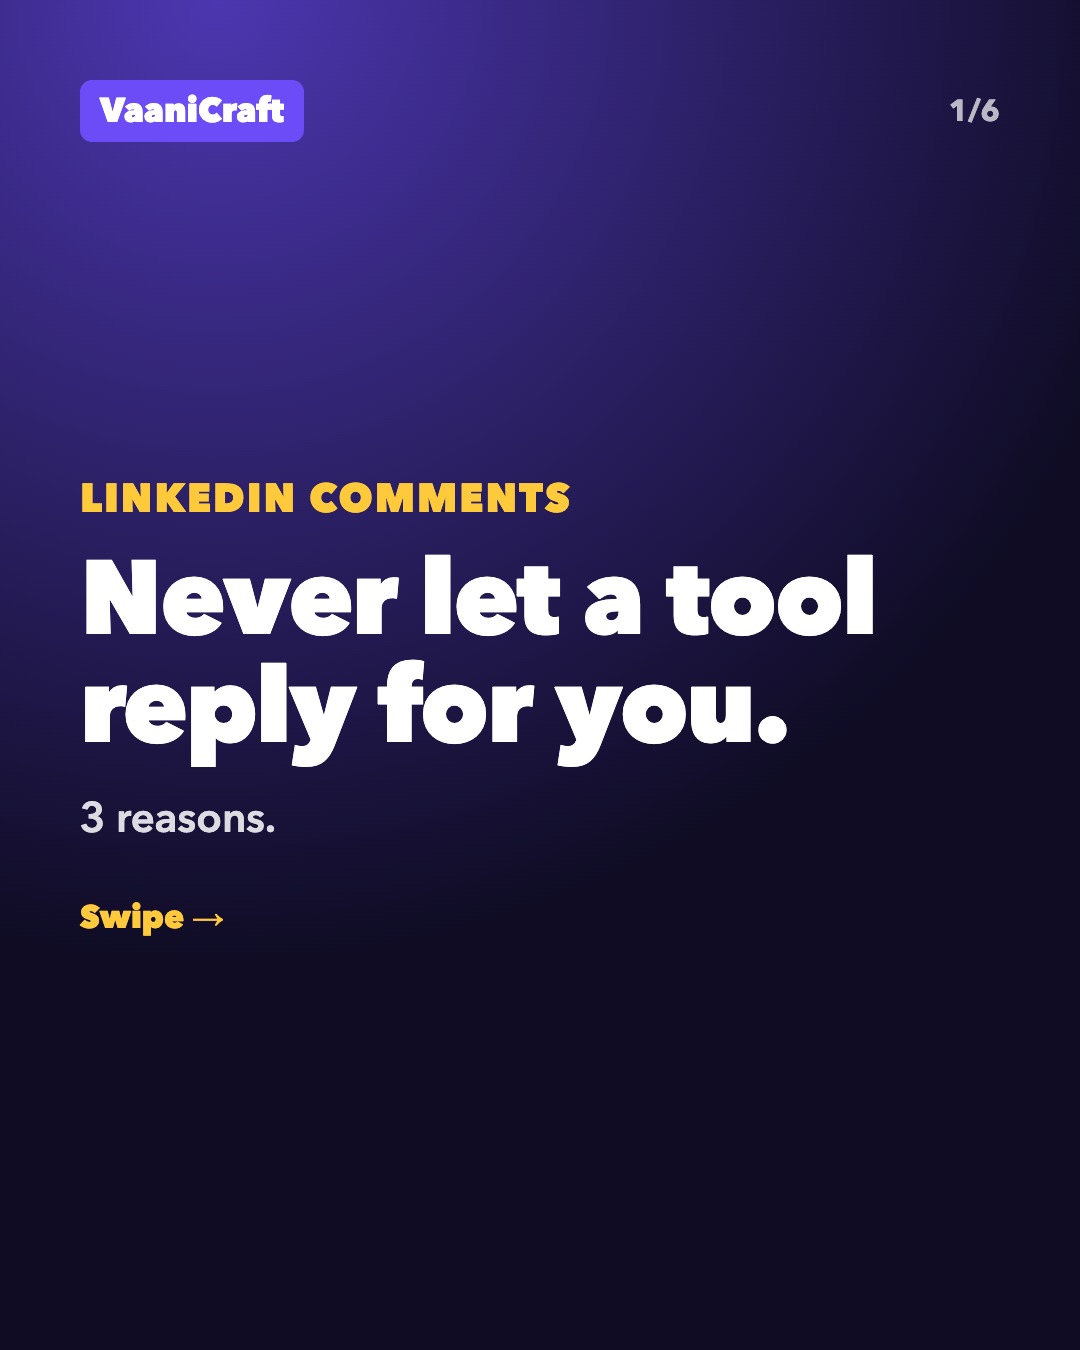 VaaniCraft
1/6
LINKEDIN COMMENTS
Never let a tool
reply for you.
3 reasons.
Swipe →